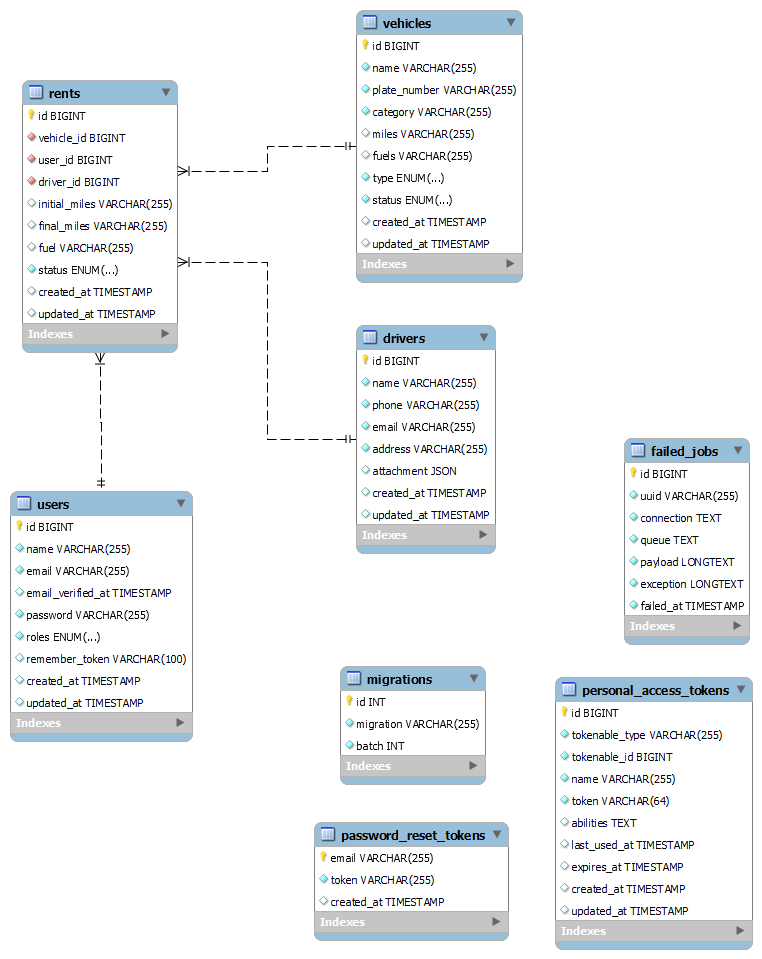 vehicles
id BIGINT
name VARCHAR(255)
plate_number VARCHAR(255)
category VARCHAR(255)
miles VARCHAR(255)
fuels VARCHAR(255)
type ENUM(...)
status ENUM(...)
created_at TIMESTAMP
updated_at TIMESTAMP
Indexes
rents
id BIGINT
vehicle_id BIGINT
user_id BIGINT
driver_id BIGINT
initial_miles VARCHAR(255)
final_miles VARCHAR(255)
fuel VARCHAR(255)
status ENUM(...)
created_at TIMESTAMP
updated_at TIMESTAMP
Indexes
drivers
id BIGINT
name VARCHAR(255)
phone VARCHAR(255)
email VARCHAR(255)
address VARCHAR(255)
attachment JSON
created_at TIMESTAMP
updated_at TIMESTAMP
Indexes
failed_jobs
id BIGINT
uuid VARCHAR(255)
connection TEXT
queue TEXT
payload LONGTEXT
exception LONGTEXT
failed_at TIMESTAMP
Indexes
users
id BIGINT
name VARCHAR(255)
email VARCHAR(255)
email_verified_at TIMESTAMP
password VARCHAR(255)
roles ENUM(...)
remember_token VARCHAR(100)
created_at TIMESTAMP
updated_at TIMESTAMP
Indexes
migrations
id INT
migration VARCHAR(255)
batch INT
Indexes
personal_access_tokens
id BIGINT
tokenable_type VARCHAR(255)
tokenable_id BIGINT
name VARCHAR(255)
token VARCHAR(64)
abilities TEXT
last_used_at TIMESTAMP
expires_at TIMESTAMP
created_at TIMESTAMP
updated_at TIMESTAMP
Indexes
password_reset_tokens
email VARCHAR(255)
token VARCHAR(255)
created_at TIMESTAMP
Indexes